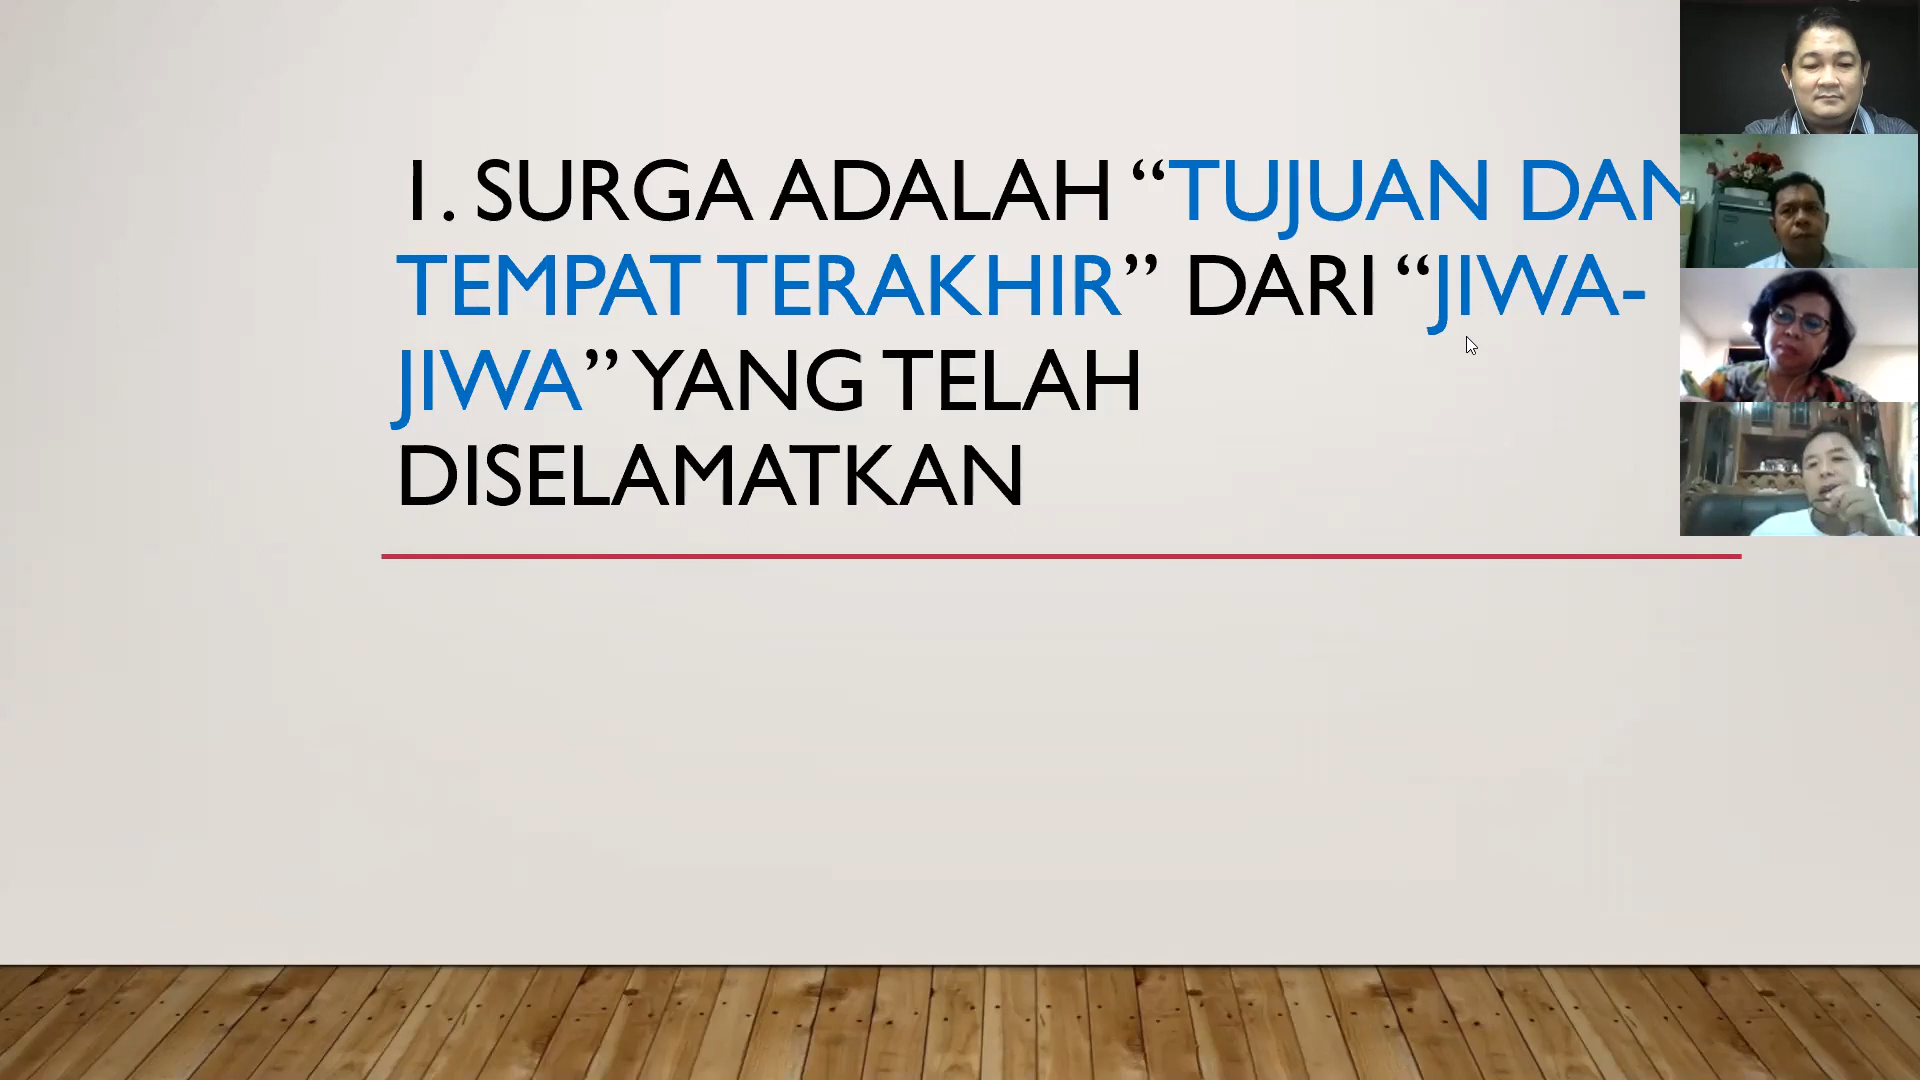 1. SURGA ADALAH “TUJUAN DAN
TEMPAT TERAKHIR” DARI “JIWA-
JIWA” YANG TELAH
DISELAMATKAN